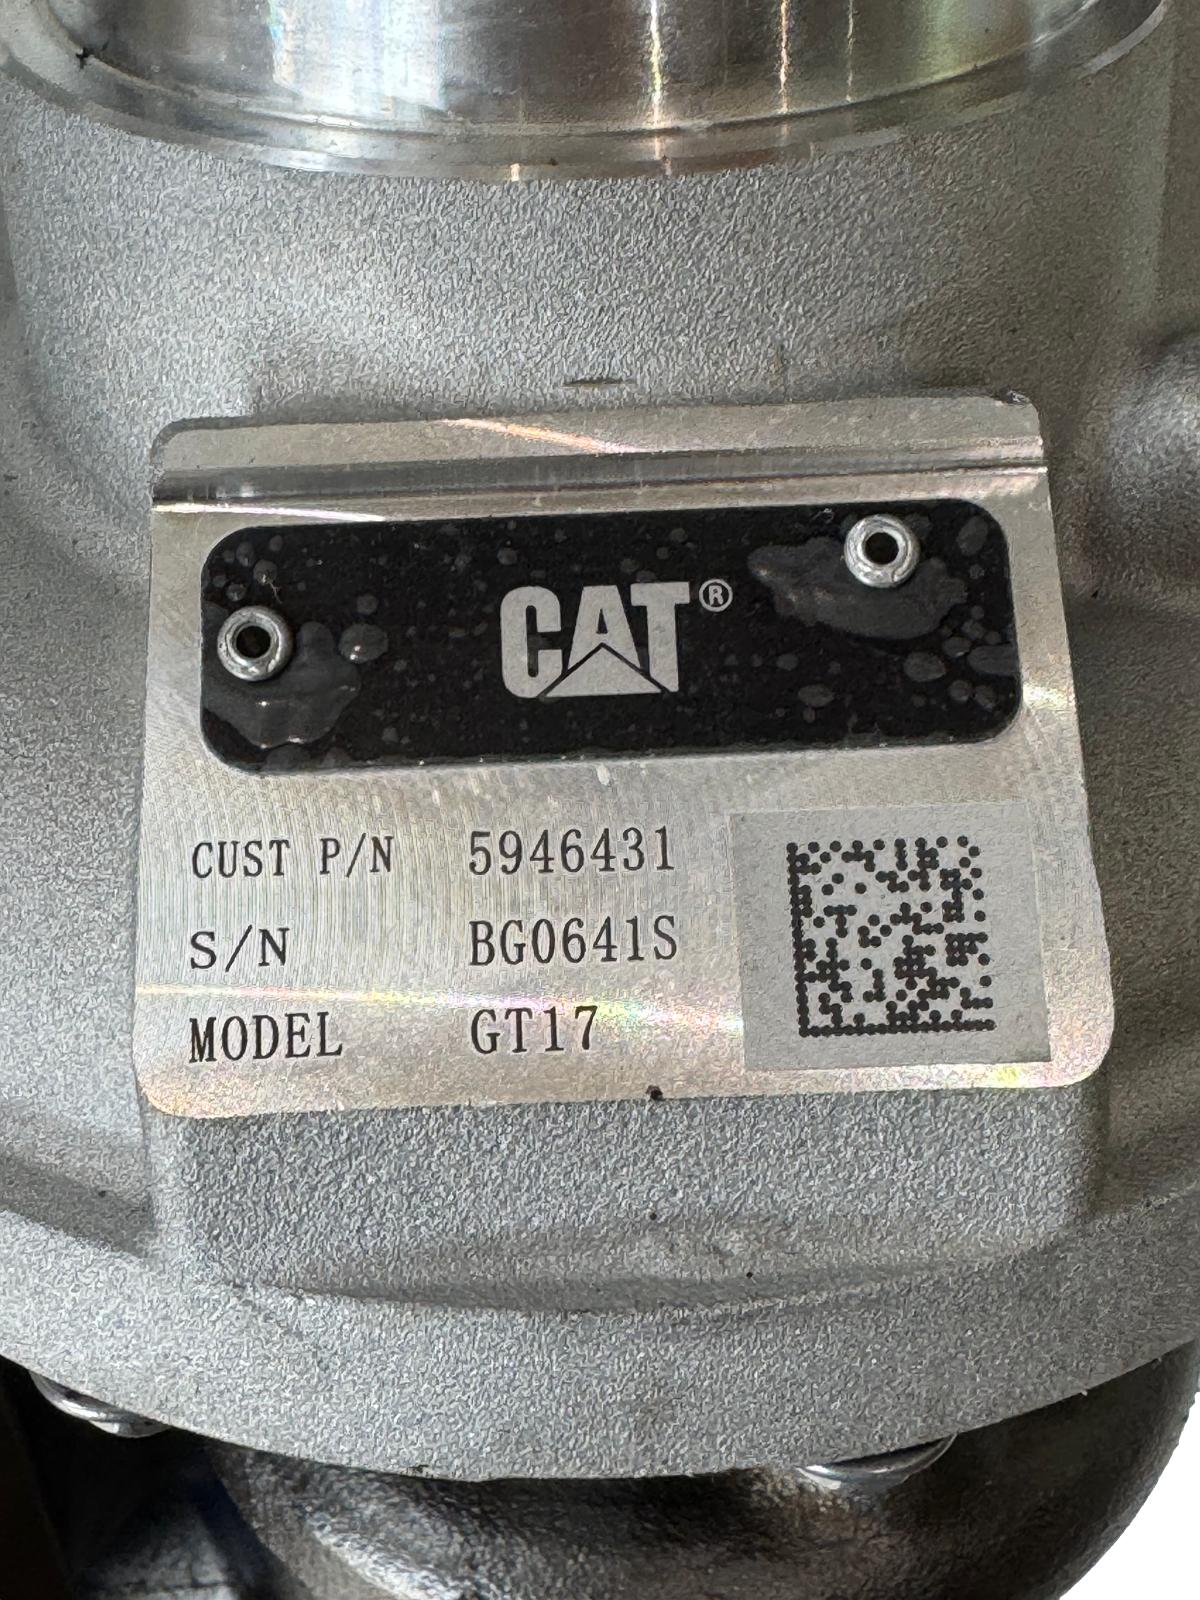 CAT®
CUST P/N 5946431
S/N BG0641S
MODEL GT17